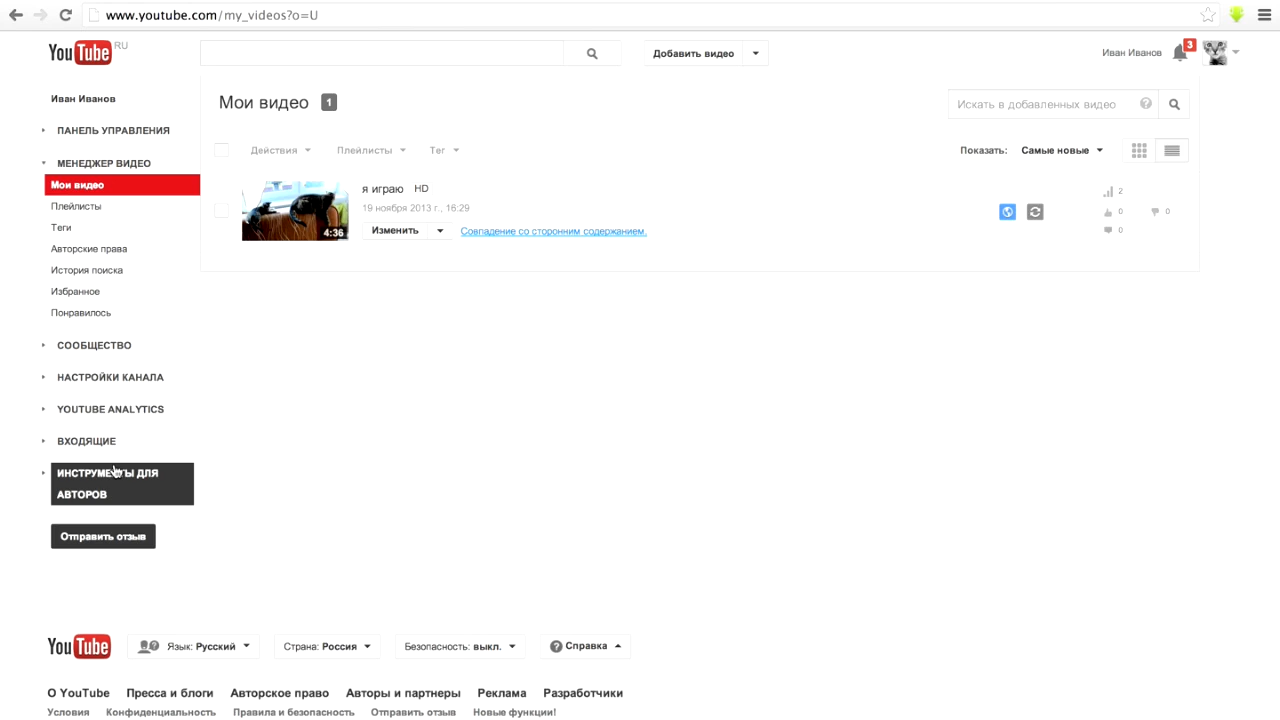 www.youtube.com/my_videos?o=U
YouTube RU
Добавить видео
Иван Иванов
3
Иван Иванов
ПАНЕЛЬ УПРАВЛЕНИЯ
МЕНЕДЖЕР ВИДЕО
Мои видео
Плейлисты
Теги
Авторские права
История поиска
Избранное
Понравилось
СООБЩЕСТВО
НАСТРОЙКИ КАНАЛА
YOUTUBE ANALYTICS
ВХОДЯЩИЕ
ИНСТРУМЕНТЫ ДЛЯ
АВТОРОВ
Отправить отзыв
Мои видео 1
Искать в добавленных видео ?
Действия Плейлисты Тег
Показать: Самые новые
я играю HD
19 ноября 2013 г., 16:29
4:36
Изменить Совпадение со сторонним содержанием.
2
0 0
0
YouTube Язык: Русский Страна: Россия Безопасность: выкл. ? Справка
О YouTube Пресса и блоги Авторское право Авторы и партнеры Реклама Разработчики
Условия Конфиденциальность Правила и безопасность Отправить отзыв Новые функции!